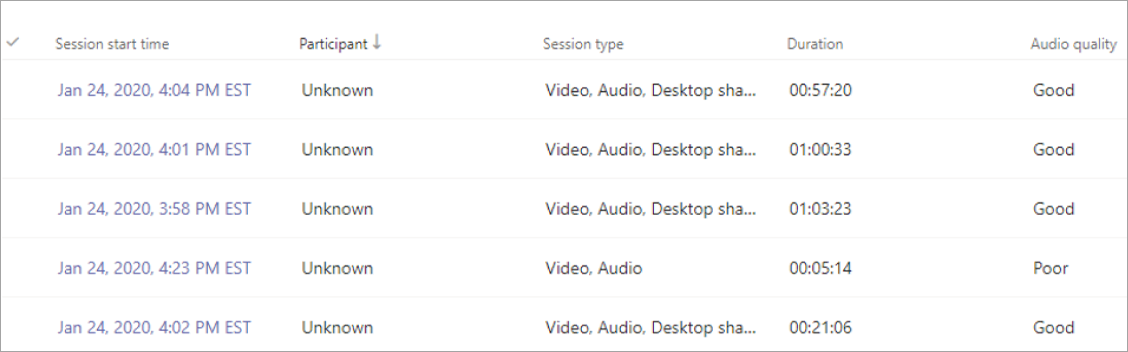 Session start time Participant Session type Duration Audio quality
Jan 24, 2020, 4:04 PM EST Unknown Video, Audio, Desktop sha... 00:57:20 Good
Jan 24, 2020, 4:01 PM EST Unknown Video, Audio, Desktop sha... 01:00:33 Good
Jan 24, 2020, 3:58 PM EST Unknown Video, Audio, Desktop sha... 01:03:23 Good
Jan 24, 2020, 4:23 PM EST Unknown Video, Audio 00:05:14 Poor
Jan 24, 2020, 4:02 PM EST Unknown Video, Audio, Desktop sha... 00:21:06 Good